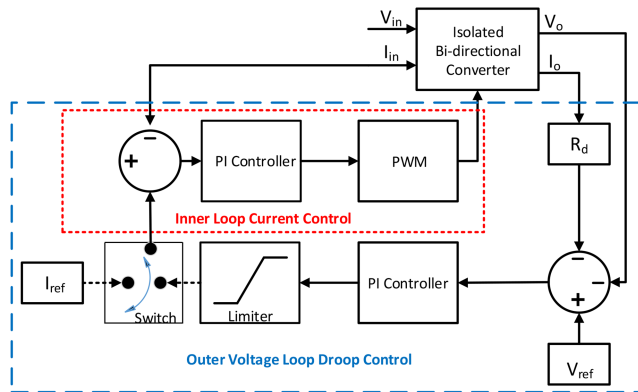 V_in
I_in
Isolated
Bi-directional
Converter
V_o
I_o
R_d
−
+
PI Controller
PWM
Inner Loop Current Control
I_ref
Switch
Limiter
PI Controller
−
−
+
Outer Voltage Loop Droop Control
V_ref